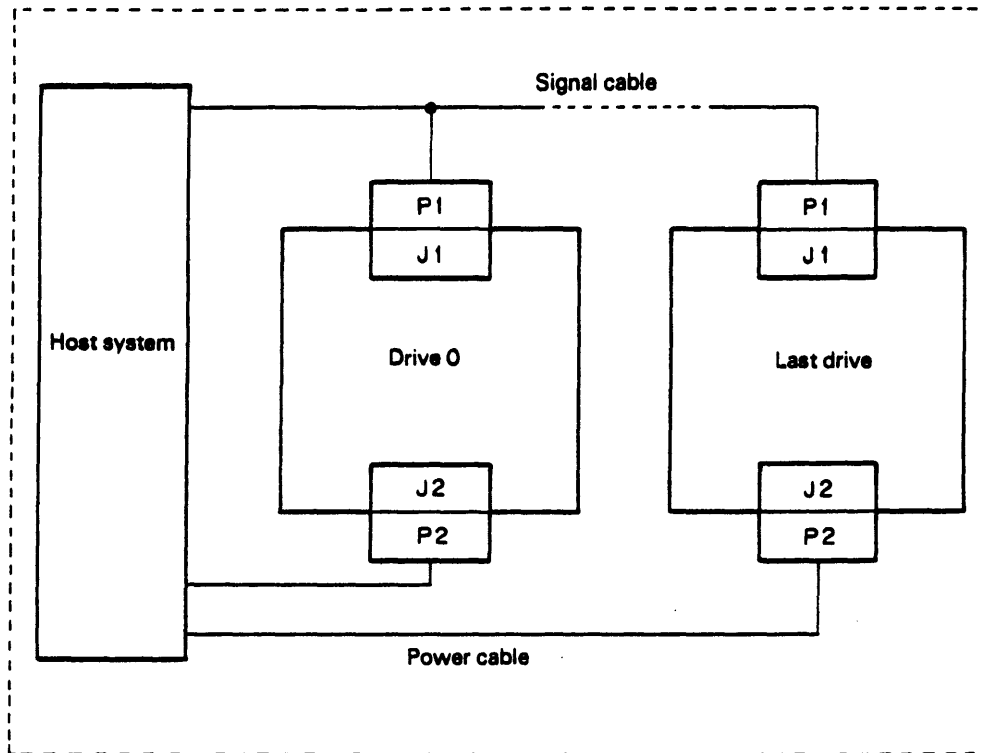 Signal cable
P1
J1
P1
J1
Host system
Drive 0
Last drive
J2
P2
J2
P2
Power cable